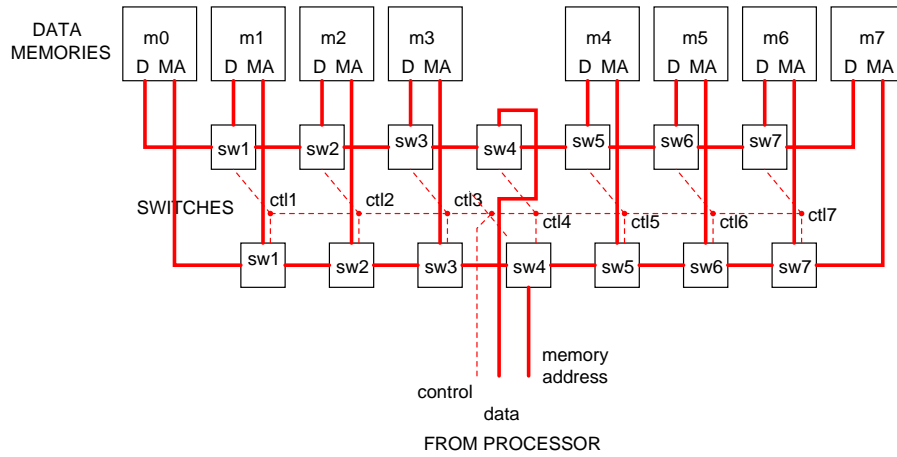 DATA
MEMORIES
m0 m1 m2 m3 m4 m5 m6 m7
D MA D MA D MA D MA D MA D MA D MA D MA
sw1 sw2 sw3 sw4 sw5 sw6 sw7
SWITCHES
ctl1 ctl2 ctl3 ctl4 ctl5 ctl6 ctl7
sw1 sw2 sw3 sw4 sw5 sw6 sw7
memory
address
control
data
FROM PROCESSOR